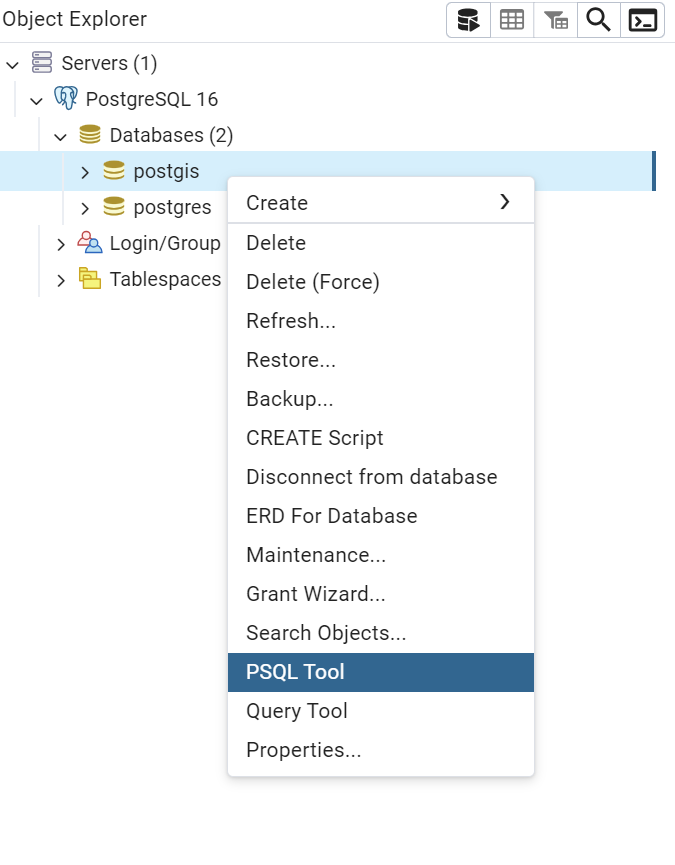 Object Explorer
Servers (1)
PostgreSQL 16
Databases (2)
postgis
postgres
Login/Group
Tablespaces
Create
Delete
Delete (Force)
Refresh...
Restore...
Backup...
CREATE Script
Disconnect from database
ERD For Database
Maintenance...
Grant Wizard...
Search Objects...
PSQL Tool
Query Tool
Properties...